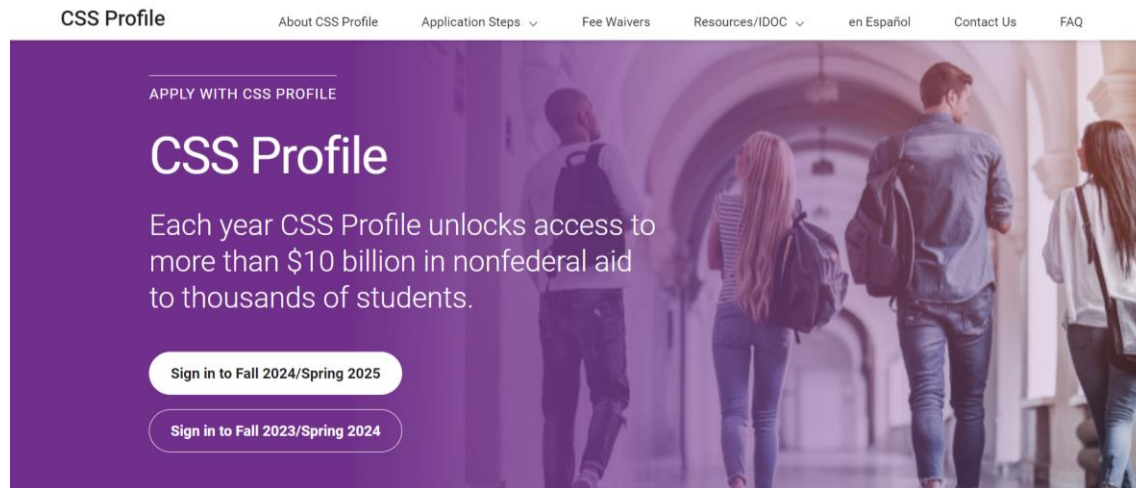 CSS Profile
About CSS Profile
Application Steps
Fee Waivers
Resources/IDOC
en Español
Contact Us
FAQ
APPLY WITH CSS PROFILE
CSS Profile
Each year CSS Profile unlocks access to
more than $10 billion in nonfederal aid
to thousands of students.
Sign in to Fall 2024/Spring 2025
Sign in to Fall 2023/Spring 2024